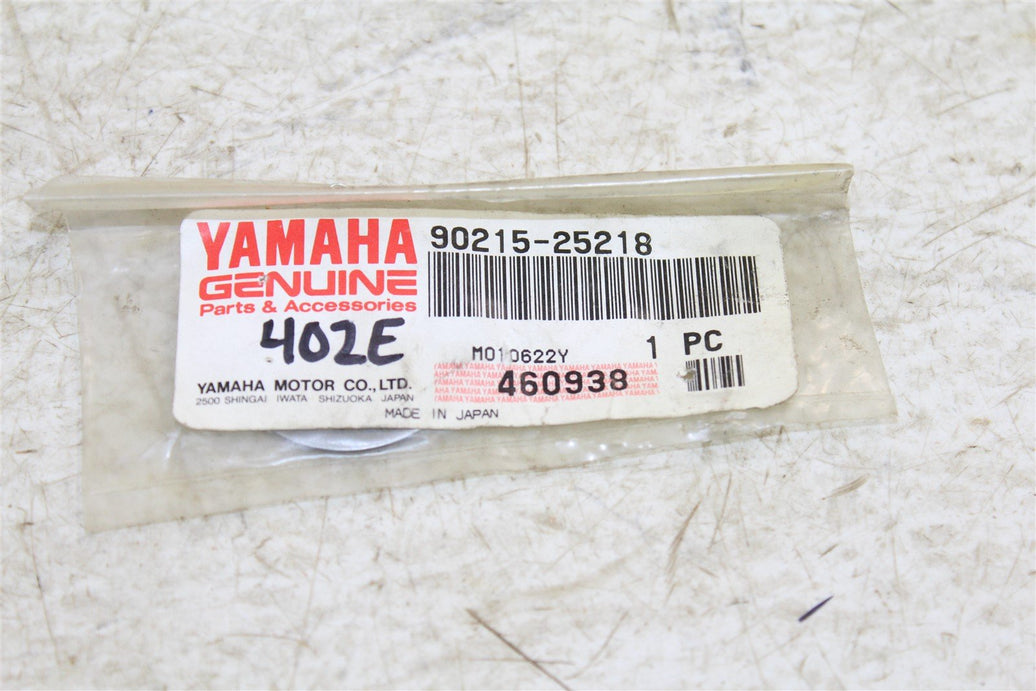 YAMAHA
GENUINE
Parts & Accessories
402E
YAMAHA MOTOR CO., LTD.
2500 SHINGAI IWATA SHIZUOKA JAPAN
90215-25218
M010622Y
1 PC
460938
MADE IN JAPAN